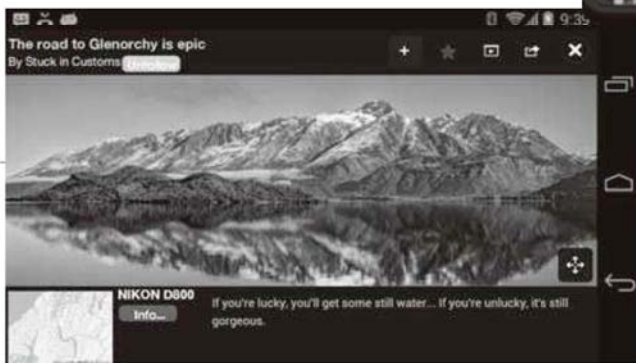 9:35
The road to Glenorchy is epic
By Stuck in Customs Unfollow
NIKON D800
Info...
If you're lucky, you'll get some still water... If you're unlucky, it's still
gorgeous.